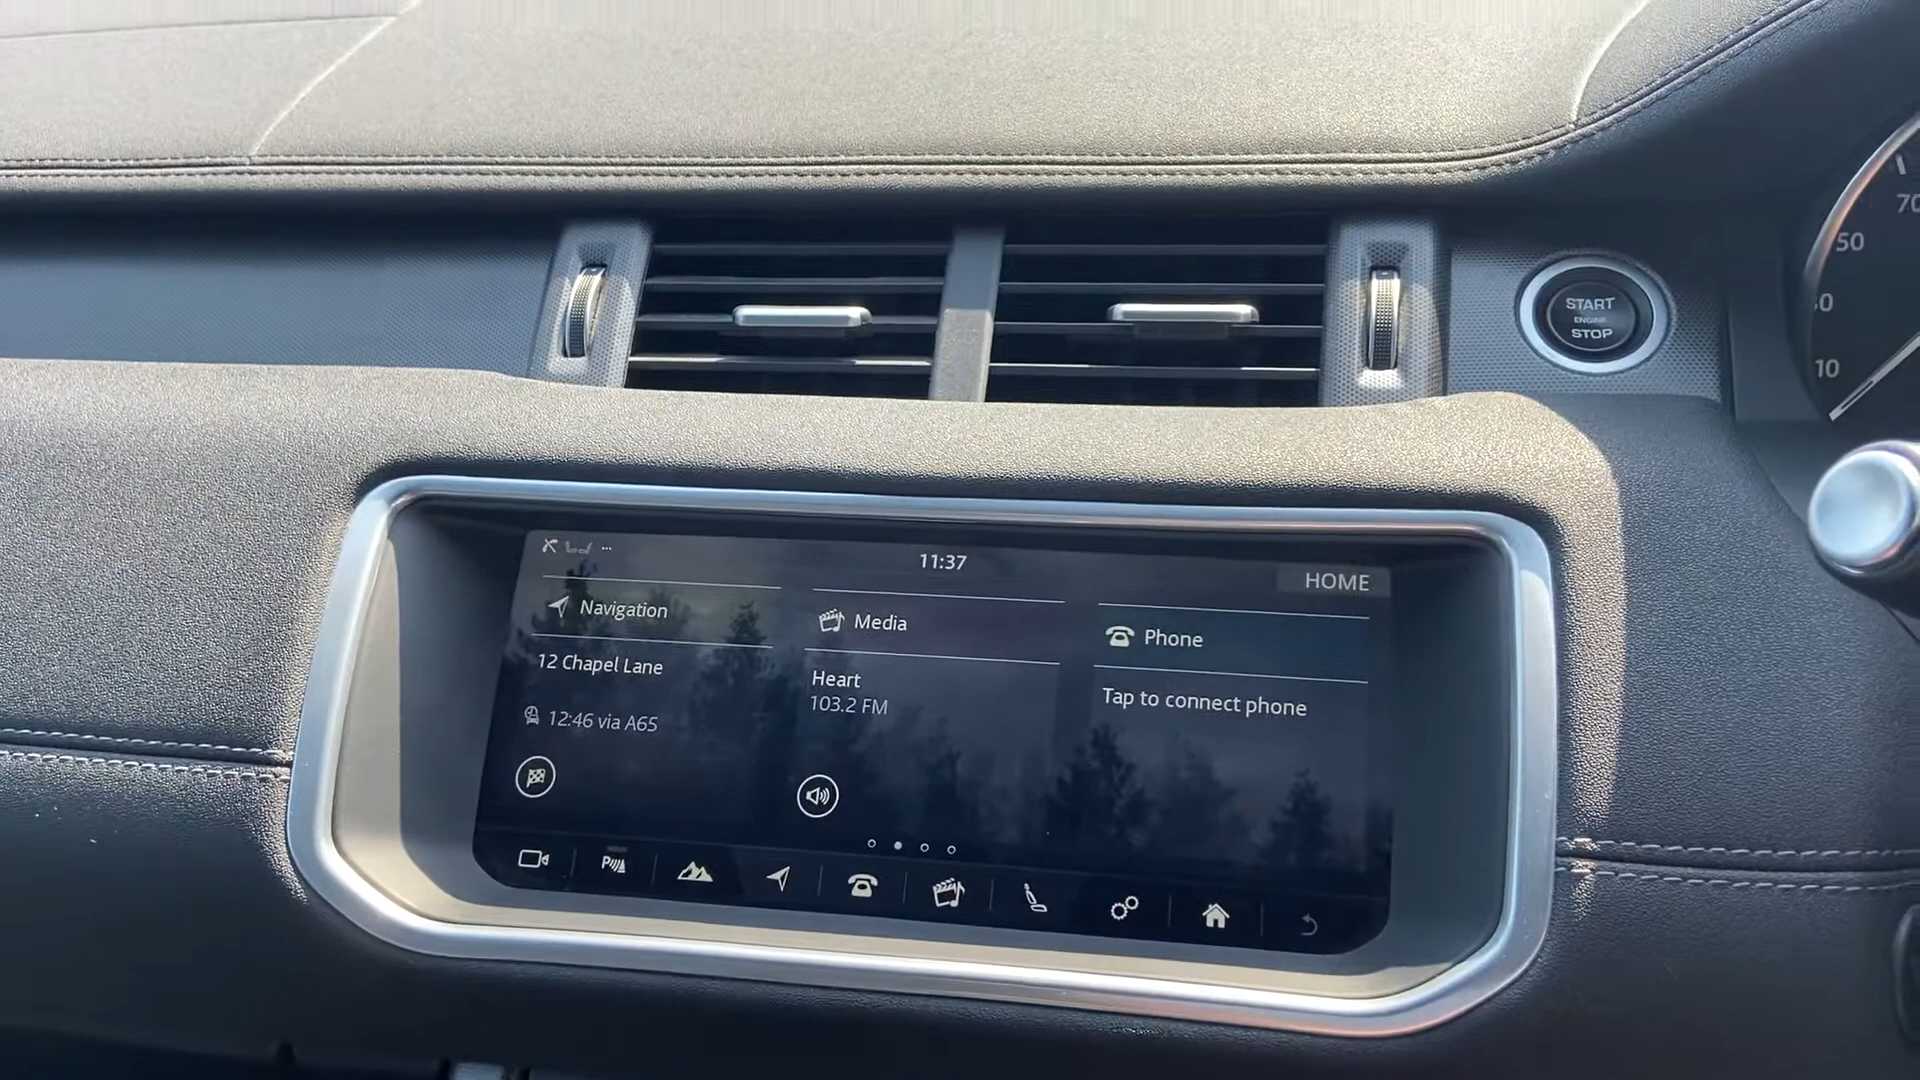 START
ENGINE
STOP
70
50
30
10
11:37
HOME
Navigation
Media
Phone
12 Chapel Lane
12:46 via A65
Heart
103.2 FM
Tap to connect phone
P